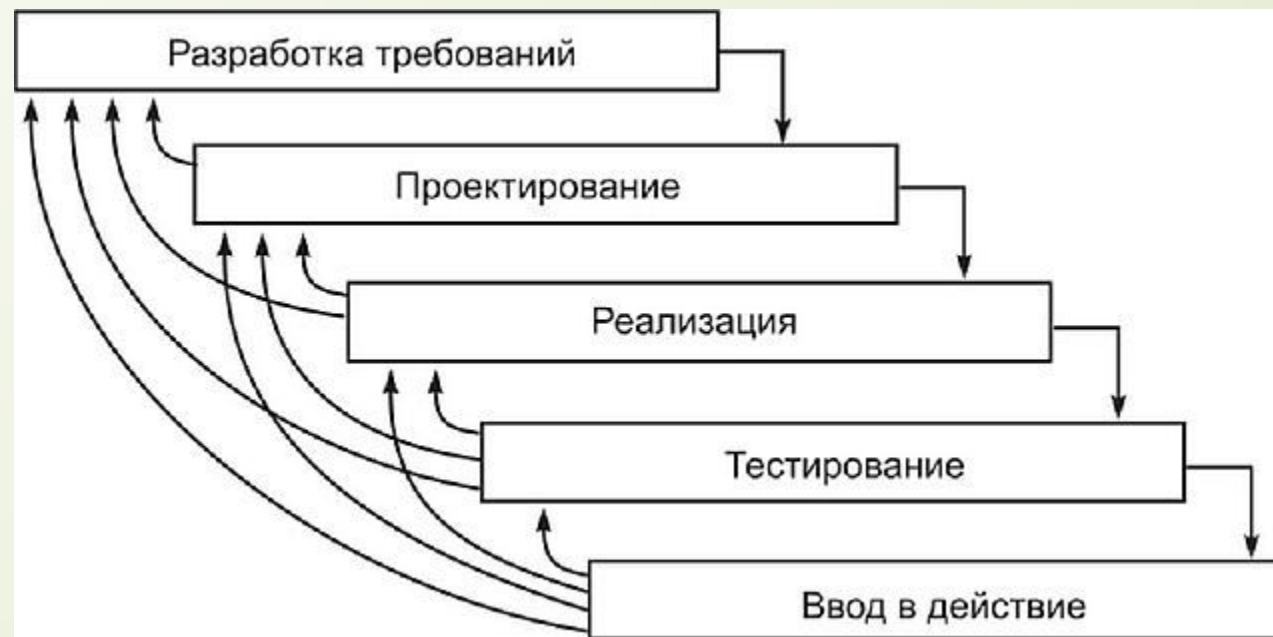 Разработка требований
Проектирование
Реализация
Тестирование
Ввод в действие